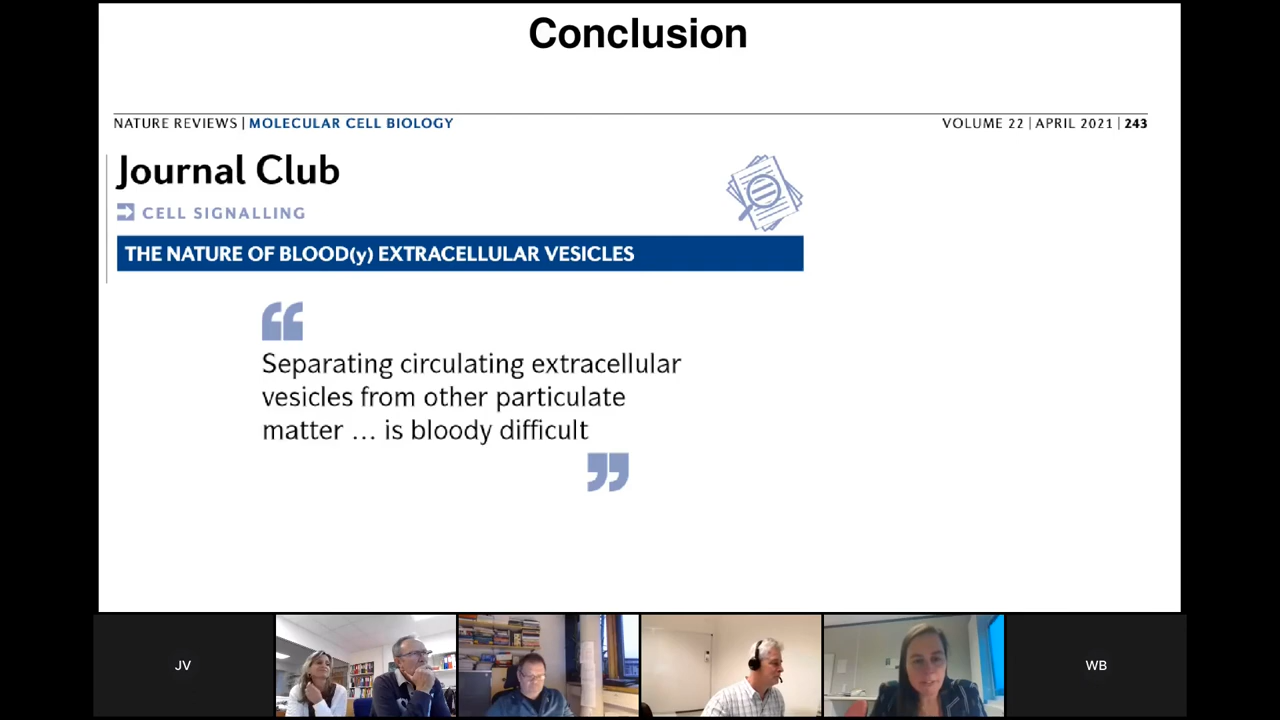 Conclusion
NATURE REVIEWS | MOLECULAR CELL BIOLOGY
VOLUME 22 | APRIL 2021 | 243
Journal Club
CELL SIGNALLING
THE NATURE OF BLOOD(y) EXTRACELLULAR VESICLES
“
Separating circulating extracellular
vesicles from other particulate
matter … is bloody difficult
”
JV
WB